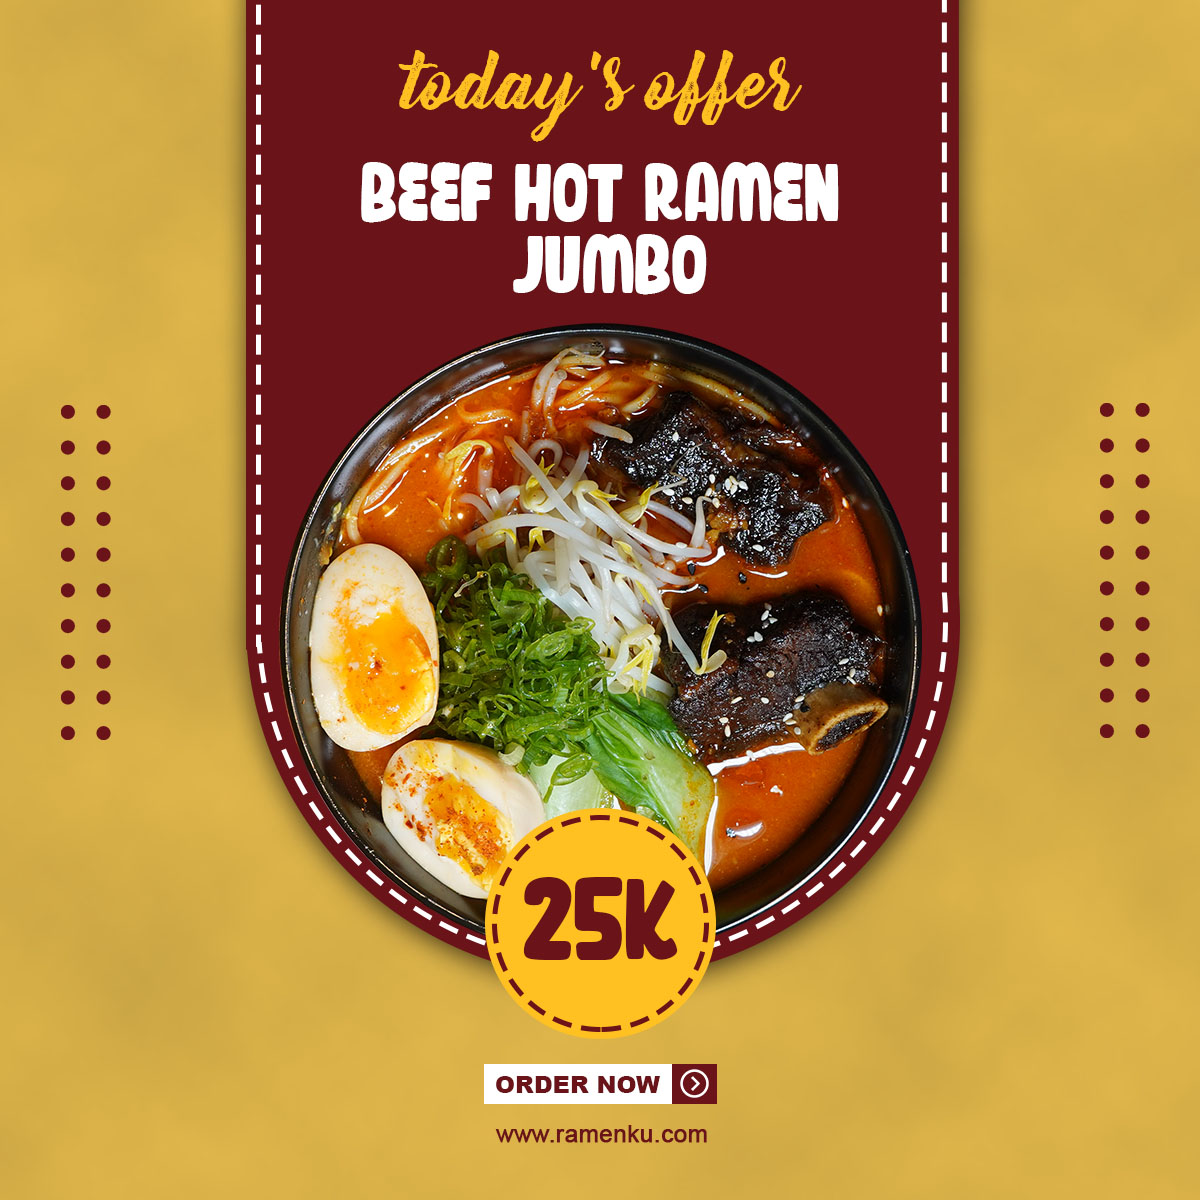 today's offer
BEEF HOT RAMEN
JUMBO
25K
ORDER NOW
www.ramenku.com